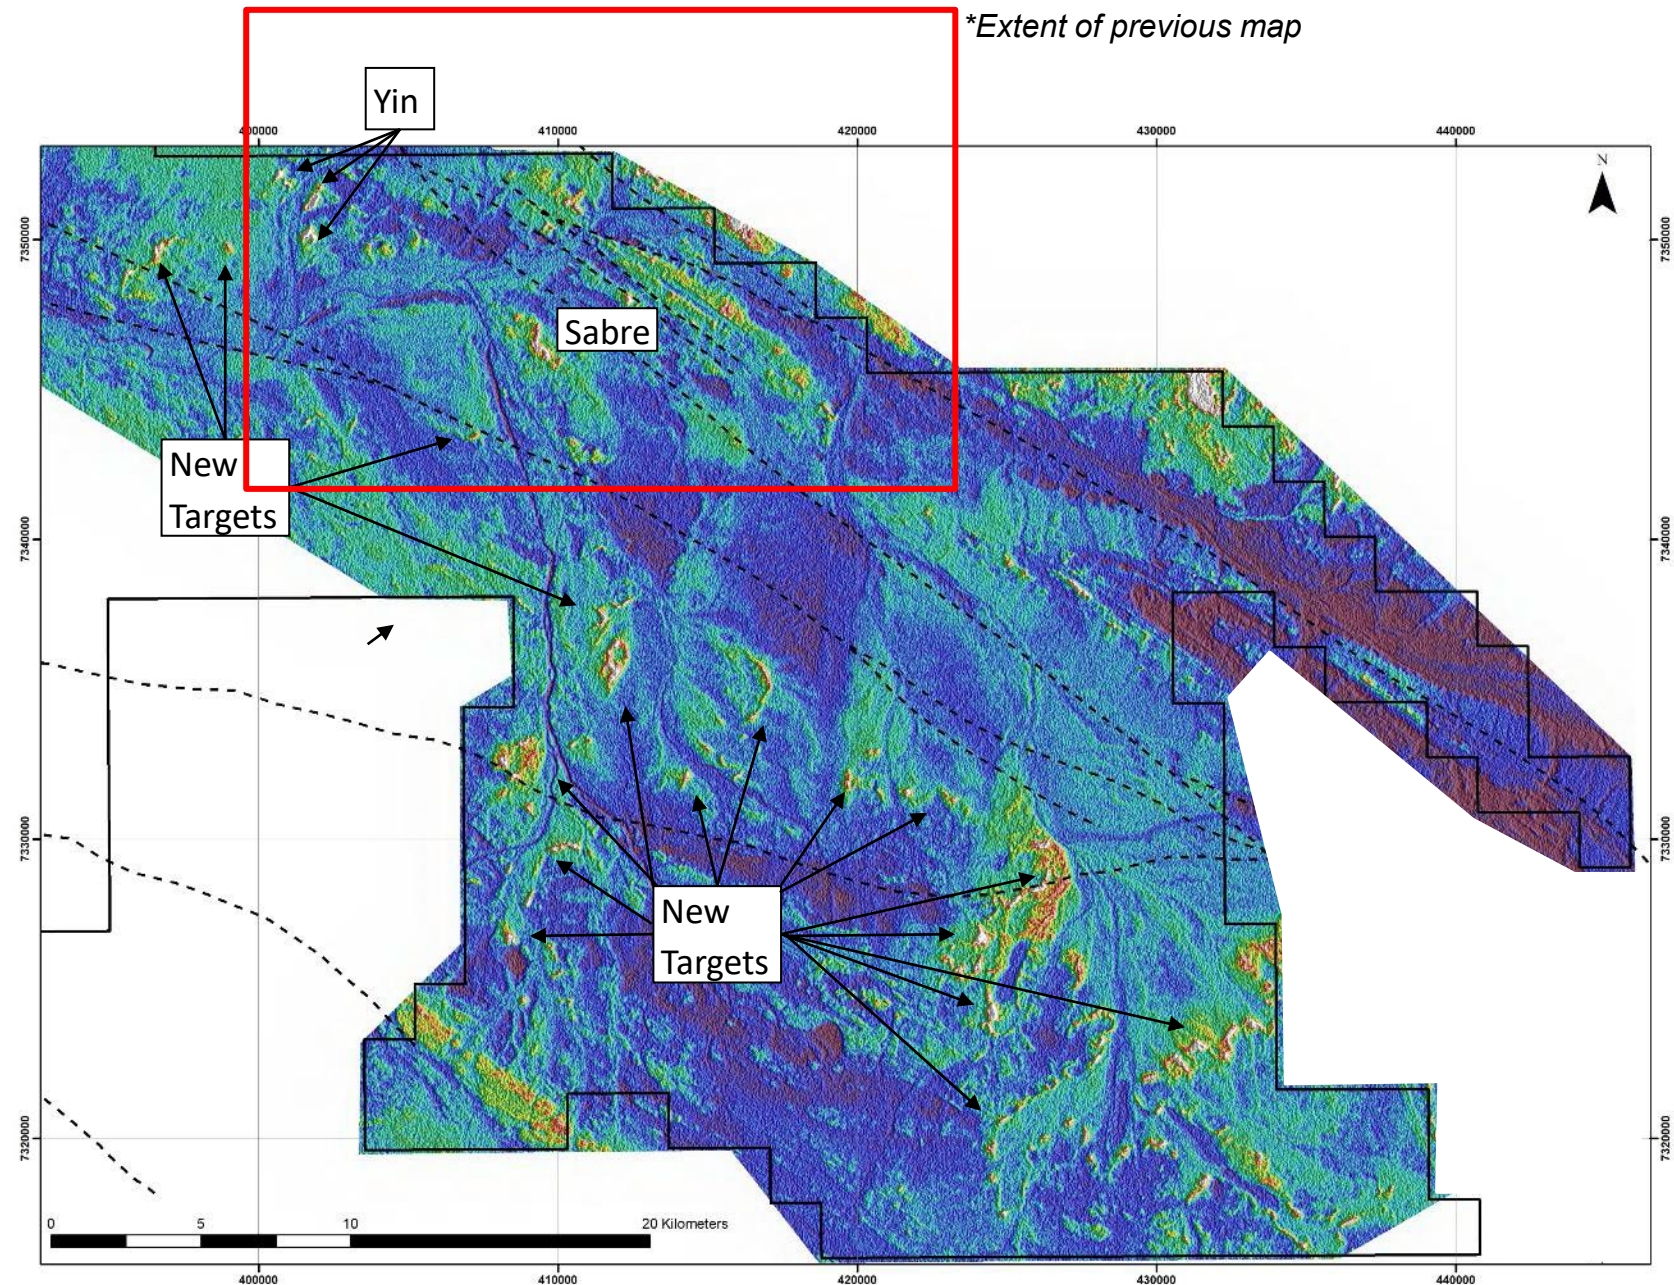 *Extent of previous map
Yin
400000 410000 420000 430000 440000
N
7350000 7350000
Sabre
New
Targets
7340000 7340000
7330000 7330000
New
Targets
7320000 7320000
0 5 10 20 Kilometers
400000 410000 420000 430000 440000